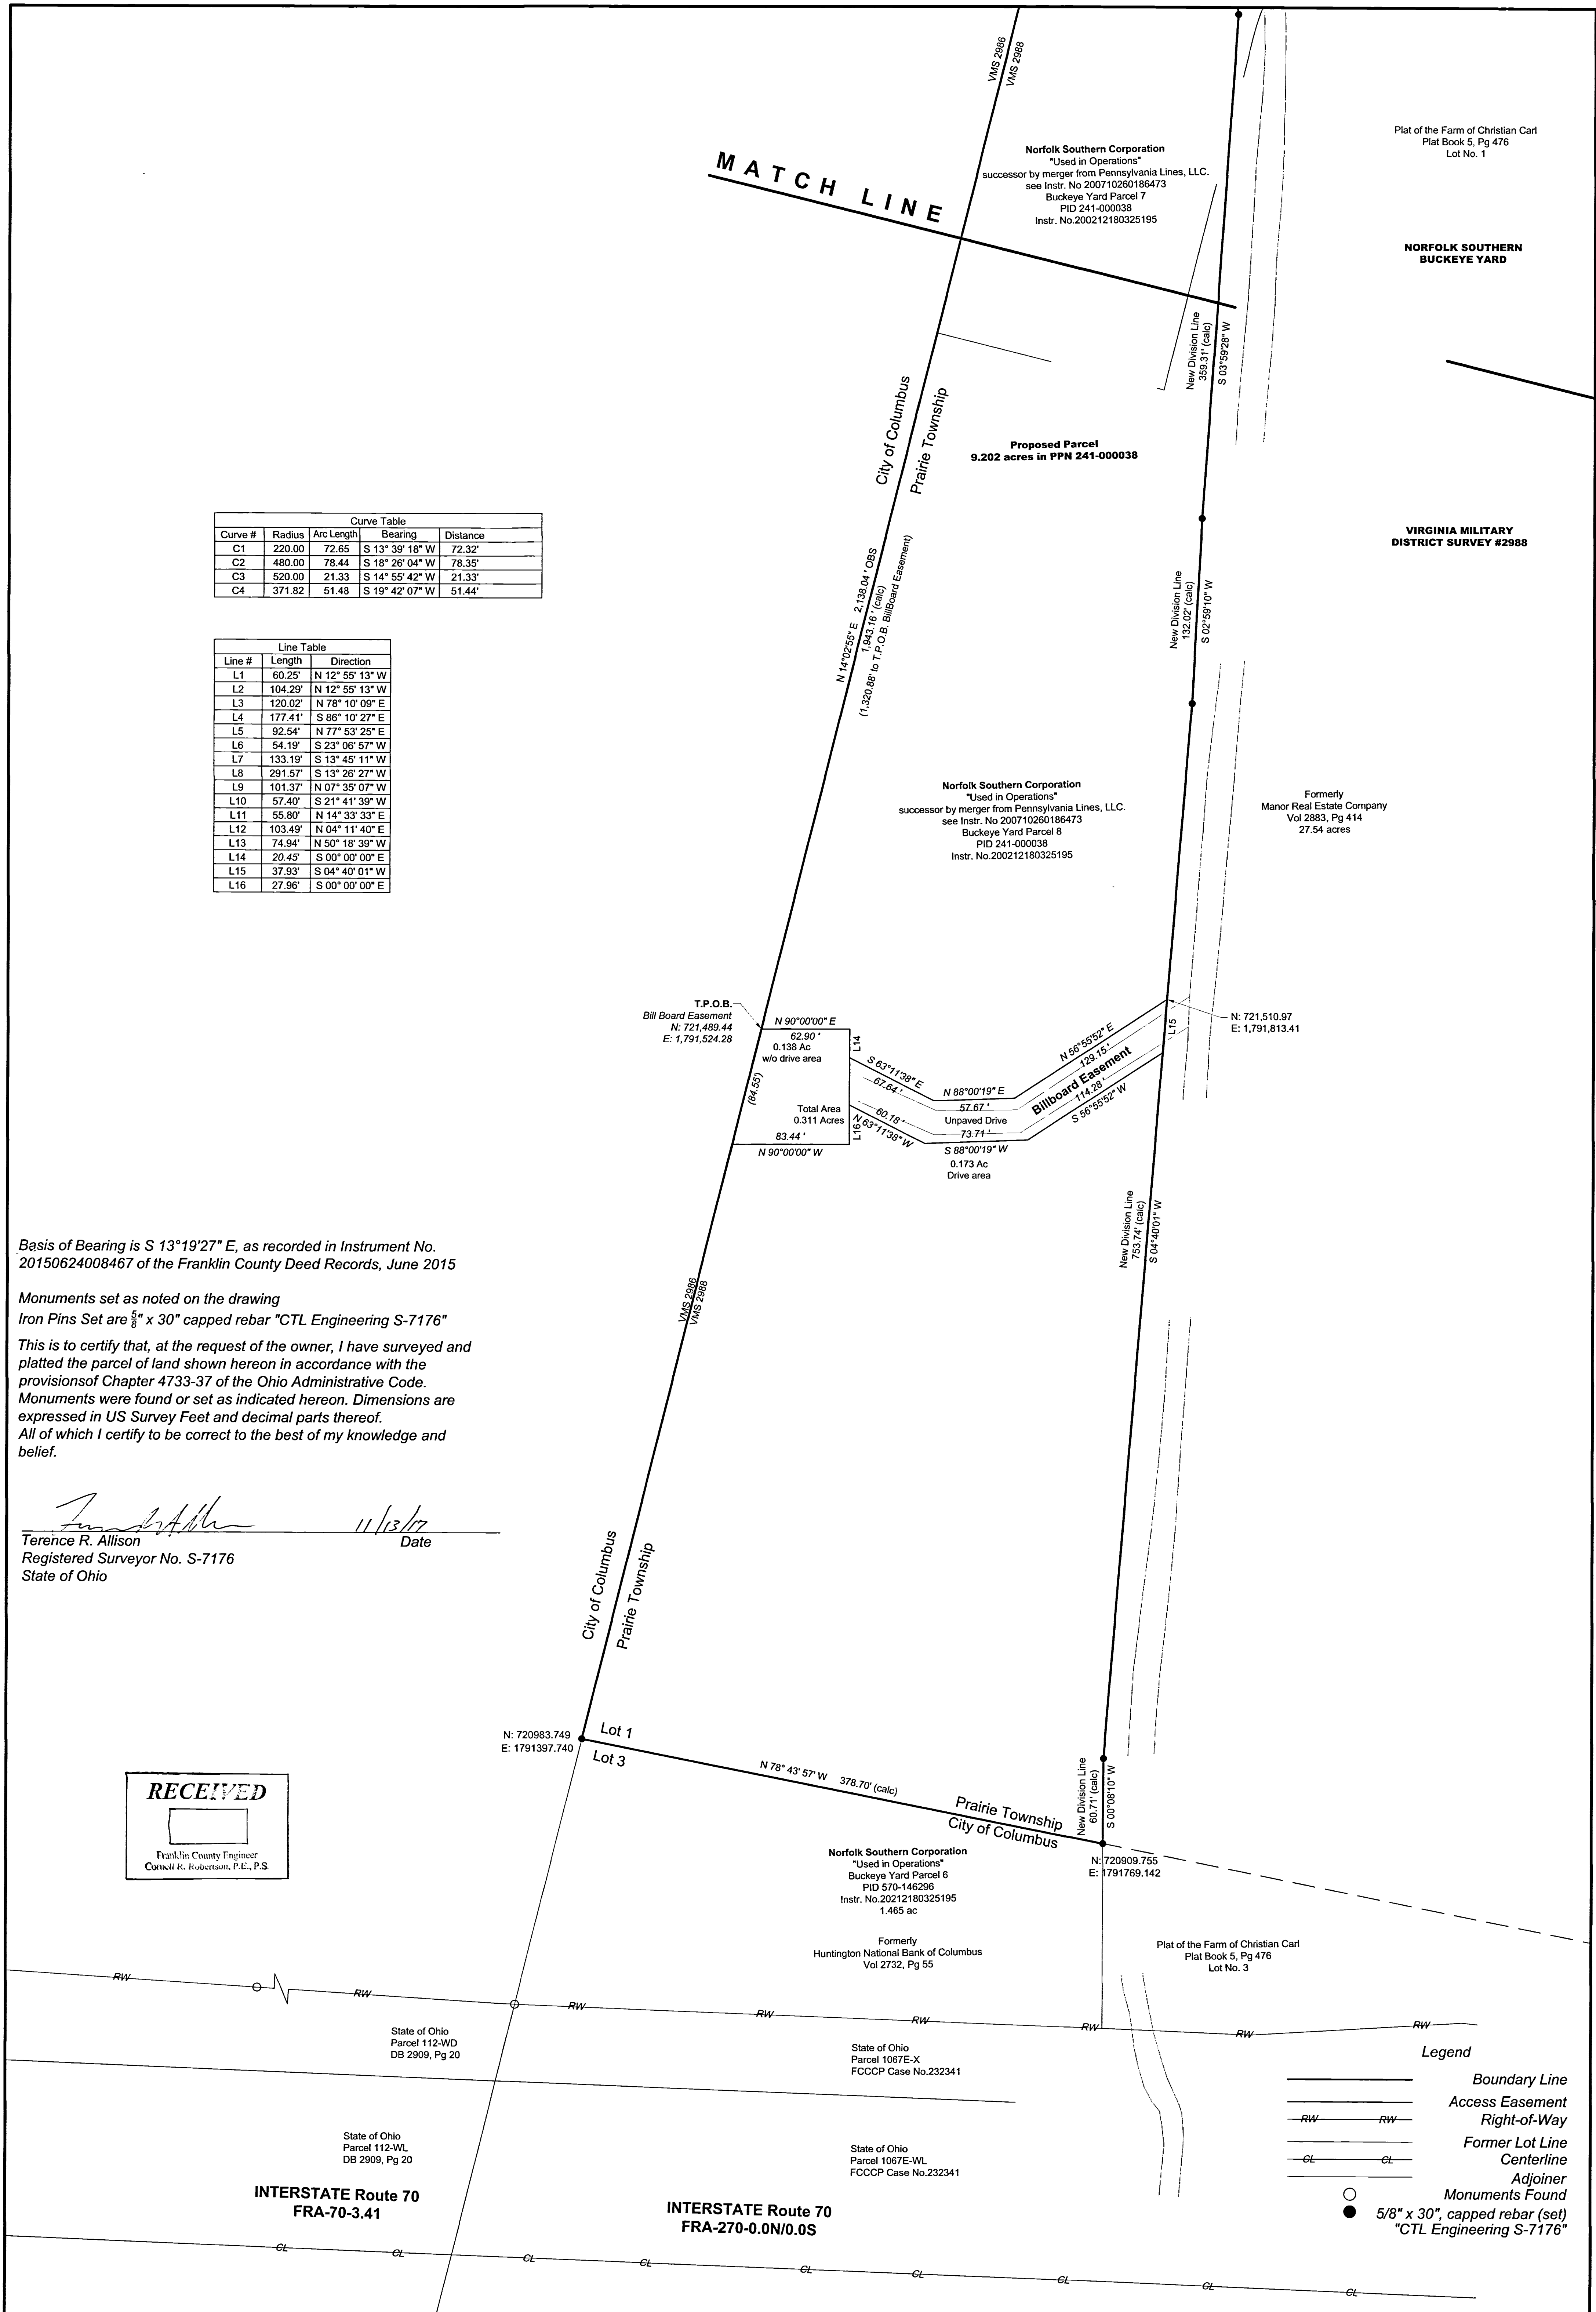 VMS 2986
VMS 2988
MATCH LINE
Norfolk Southern Corporation
"Used in Operations"
successor by merger from Pennsylvania Lines, LLC.
see Instr. No 200710260186473
Buckeye Yard Parcel 7
PID 241-000038
Instr. No.200212180325195
Plat of the Farm of Christian Carl
Plat Book 5, Pg 476
Lot No. 1
NORFOLK SOUTHERN
BUCKEYE YARD
New Division Line
359.31' (calc)
S 03°59'28" W
City of Columbus
Prairie Township
Proposed Parcel
9.202 acres in PPN 241-000038
VIRGINIA MILITARY
DISTRICT SURVEY #2988
Curve Table
Curve # Radius Arc Length Bearing Distance
C1 220.00 72.65 S 13° 39' 18" W 72.32'
C2 480.00 78.44 S 18° 26' 04" W 78.35'
C3 520.00 21.33 S 14° 55' 42" W 21.33'
C4 371.82 51.48 S 19° 42' 07" W 51.44'
N 14°02'55" E 2,138.04 ' OBS
1,943.16 ' (calc)
(1,320.88' to T.P.O.B. BillBoard Easement)
New Division Line
132.02' (calc)
S 02°59'10" W
Line Table
Line # Length Direction
L1 60.25' N 12° 55' 13" W
L2 104.29' N 12° 55' 13" W
L3 120.02' N 78° 10' 09" E
L4 177.41' S 86° 10' 27" E
L5 92.54' N 77° 53' 25" E
L6 54.19' S 23° 06' 57" W
L7 133.19' S 13° 45' 11" W
L8 291.57' S 13° 26' 27" W
L9 101.37' N 07° 35' 07" W
L10 57.40' S 21° 41' 39" W
L11 55.80' N 14° 33' 33" E
L12 103.49' N 04° 11' 40" E
L13 74.94' N 50° 18' 39" W
L14 20.45' S 00° 00' 00" E
L15 37.93' S 04° 40' 01" W
L16 27.96' S 00° 00' 00" E
Norfolk Southern Corporation
"Used in Operations"
successor by merger from Pennsylvania Lines, LLC.
see Instr. No 200710260186473
Buckeye Yard Parcel 8
PID 241-000038
Instr. No.200212180325195
Formerly
Manor Real Estate Company
Vol 2883, Pg 414
27.54 acres
T.P.O.B.
Bill Board Easement
N: 721,489.44
E: 1,791,524.28
N 90°00'00" E
62.90 '
0.138 Ac
w/o drive area
L14
S 63°11'38" E
67.64 '
N 88°00'19" E
57.67 '
N 56°55'52" E
129.15 '
Billboard Easement
114.28 '
S 56°55'52" W
L15
N: 721,510.97
E: 1,791,813.41
(84.55')
Total Area
0.311 Acres
L16
60.18 '
N 63°11'38" W
Unpaved Drive
73.71 '
S 88°00'19" W
0.173 Ac
Drive area
83.44 '
N 90°00'00" W
New Division Line
753.74' (calc)
S 04°40'01" W
Basis of Bearing is S 13°19'27" E, as recorded in Instrument No.
20150624008467 of the Franklin County Deed Records, June 2015
Monuments set as noted on the drawing
Iron Pins Set are 5/8" x 30" capped rebar "CTL Engineering S-7176"
This is to certify that, at the request of the owner, I have surveyed and
platted the parcel of land shown hereon in accordance with the
provisionsof Chapter 4733-37 of the Ohio Administrative Code.
Monuments were found or set as indicated hereon. Dimensions are
expressed in US Survey Feet and decimal parts thereof.
All of which I certify to be correct to the best of my knowledge and
belief.
VMS 2986
VMS 2988
11/13/17
Terence R. Allison Date
Registered Surveyor No. S-7176
State of Ohio
City of Columbus
Prairie Township
N: 720983.749
E: 1791397.740
Lot 1
Lot 3
N 78° 43' 57" W 378.70' (calc)
Prairie Township
City of Columbus
New Division Line
60.71' (calc)
S 00°08'10" W
N: 720909.755
E: 1791769.142
RECEIVED
Franklin County Engineer
Cornell R. Robertson, P.E., P.S.
Norfolk Southern Corporation
"Used in Operations"
Buckeye Yard Parcel 6
PID 570-146296
Instr. No.20212180325195
1.465 ac
Formerly
Huntington National Bank of Columbus
Vol 2732, Pg 55
Plat of the Farm of Christian Carl
Plat Book 5, Pg 476
Lot No. 3
RW RW RW RW RW RW RW RW
State of Ohio
Parcel 112-WD
DB 2909, Pg 20
State of Ohio
Parcel 1067E-X
FCCCP Case No.232341
State of Ohio
Parcel 112-WL
DB 2909, Pg 20
State of Ohio
Parcel 1067E-WL
FCCCP Case No.232341
INTERSTATE Route 70
FRA-70-3.41
INTERSTATE Route 70
FRA-270-0.0N/0.0S
CL CL CL CL CL CL CL CL CL
Legend
Boundary Line
Access Easement
RW RW Right-of-Way
Former Lot Line
CL CL Centerline
Adjoiner
Monuments Found
5/8" x 30", capped rebar (set)
"CTL Engineering S-7176"